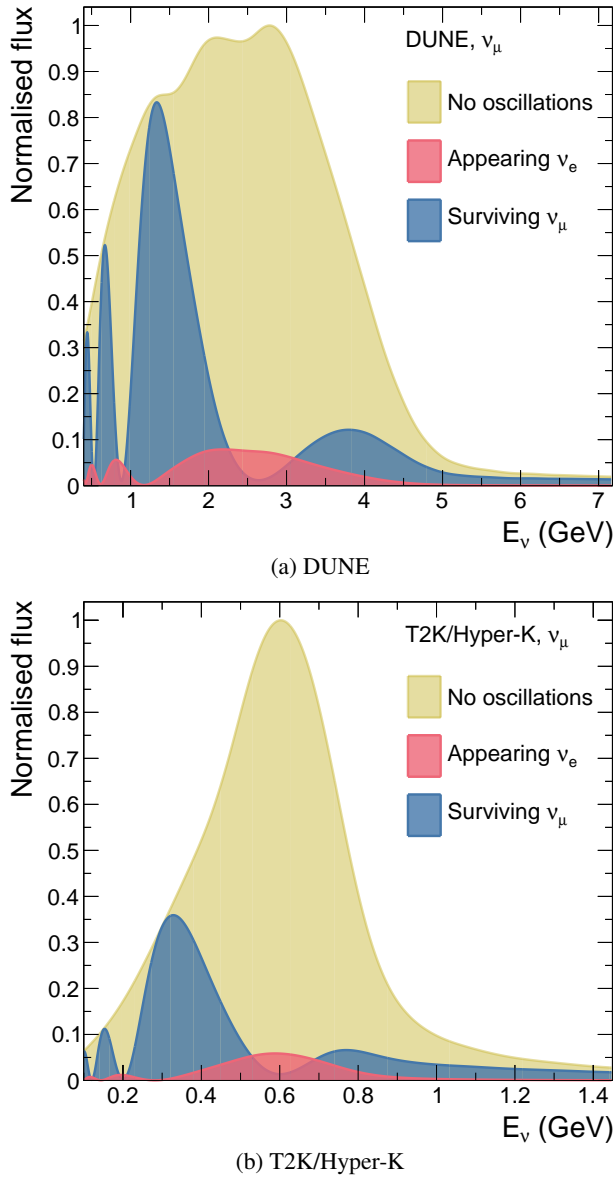 Normalised flux
1
0.9
0.8
0.7
0.6
0.5
0.4
0.3
0.2
0.1
0
DUNE, νμ
No oscillations
Appearing νe
Surviving νμ
1 2 3 4 5 6 7
Eν (GeV)
(a) DUNE
Normalised flux
1
0.9
0.8
0.7
0.6
0.5
0.4
0.3
0.2
0.1
0
T2K/Hyper-K, νμ
No oscillations
Appearing νe
Surviving νμ
0.2 0.4 0.6 0.8 1 1.2 1.4
Eν (GeV)
(b) T2K/Hyper-K